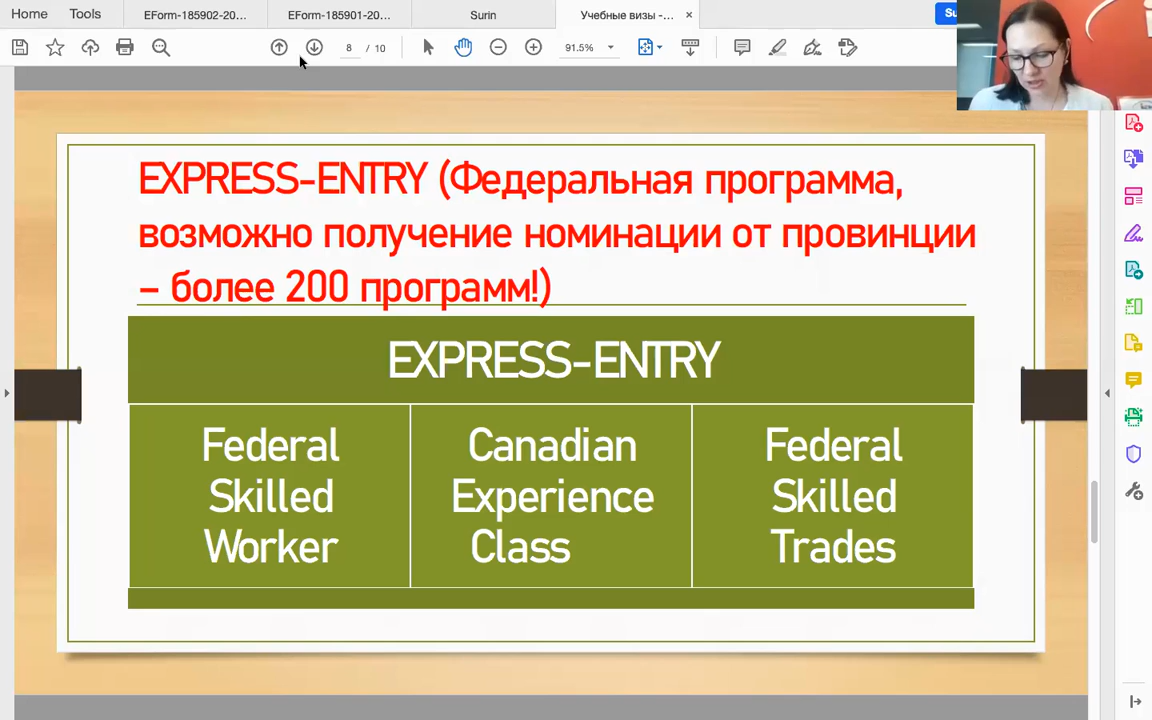 Home Tools EForm-185902-20... EForm-185901-20... Surin Учебные визы -... ×
8 / 10 91.5%
EXPRESS-ENTRY (Федеральная программа,
возможно получение номинации от провинции
– более 200 программ!)
EXPRESS-ENTRY
Federal
Skilled
Worker
Canadian
Experience
Class
Federal
Skilled
Trades